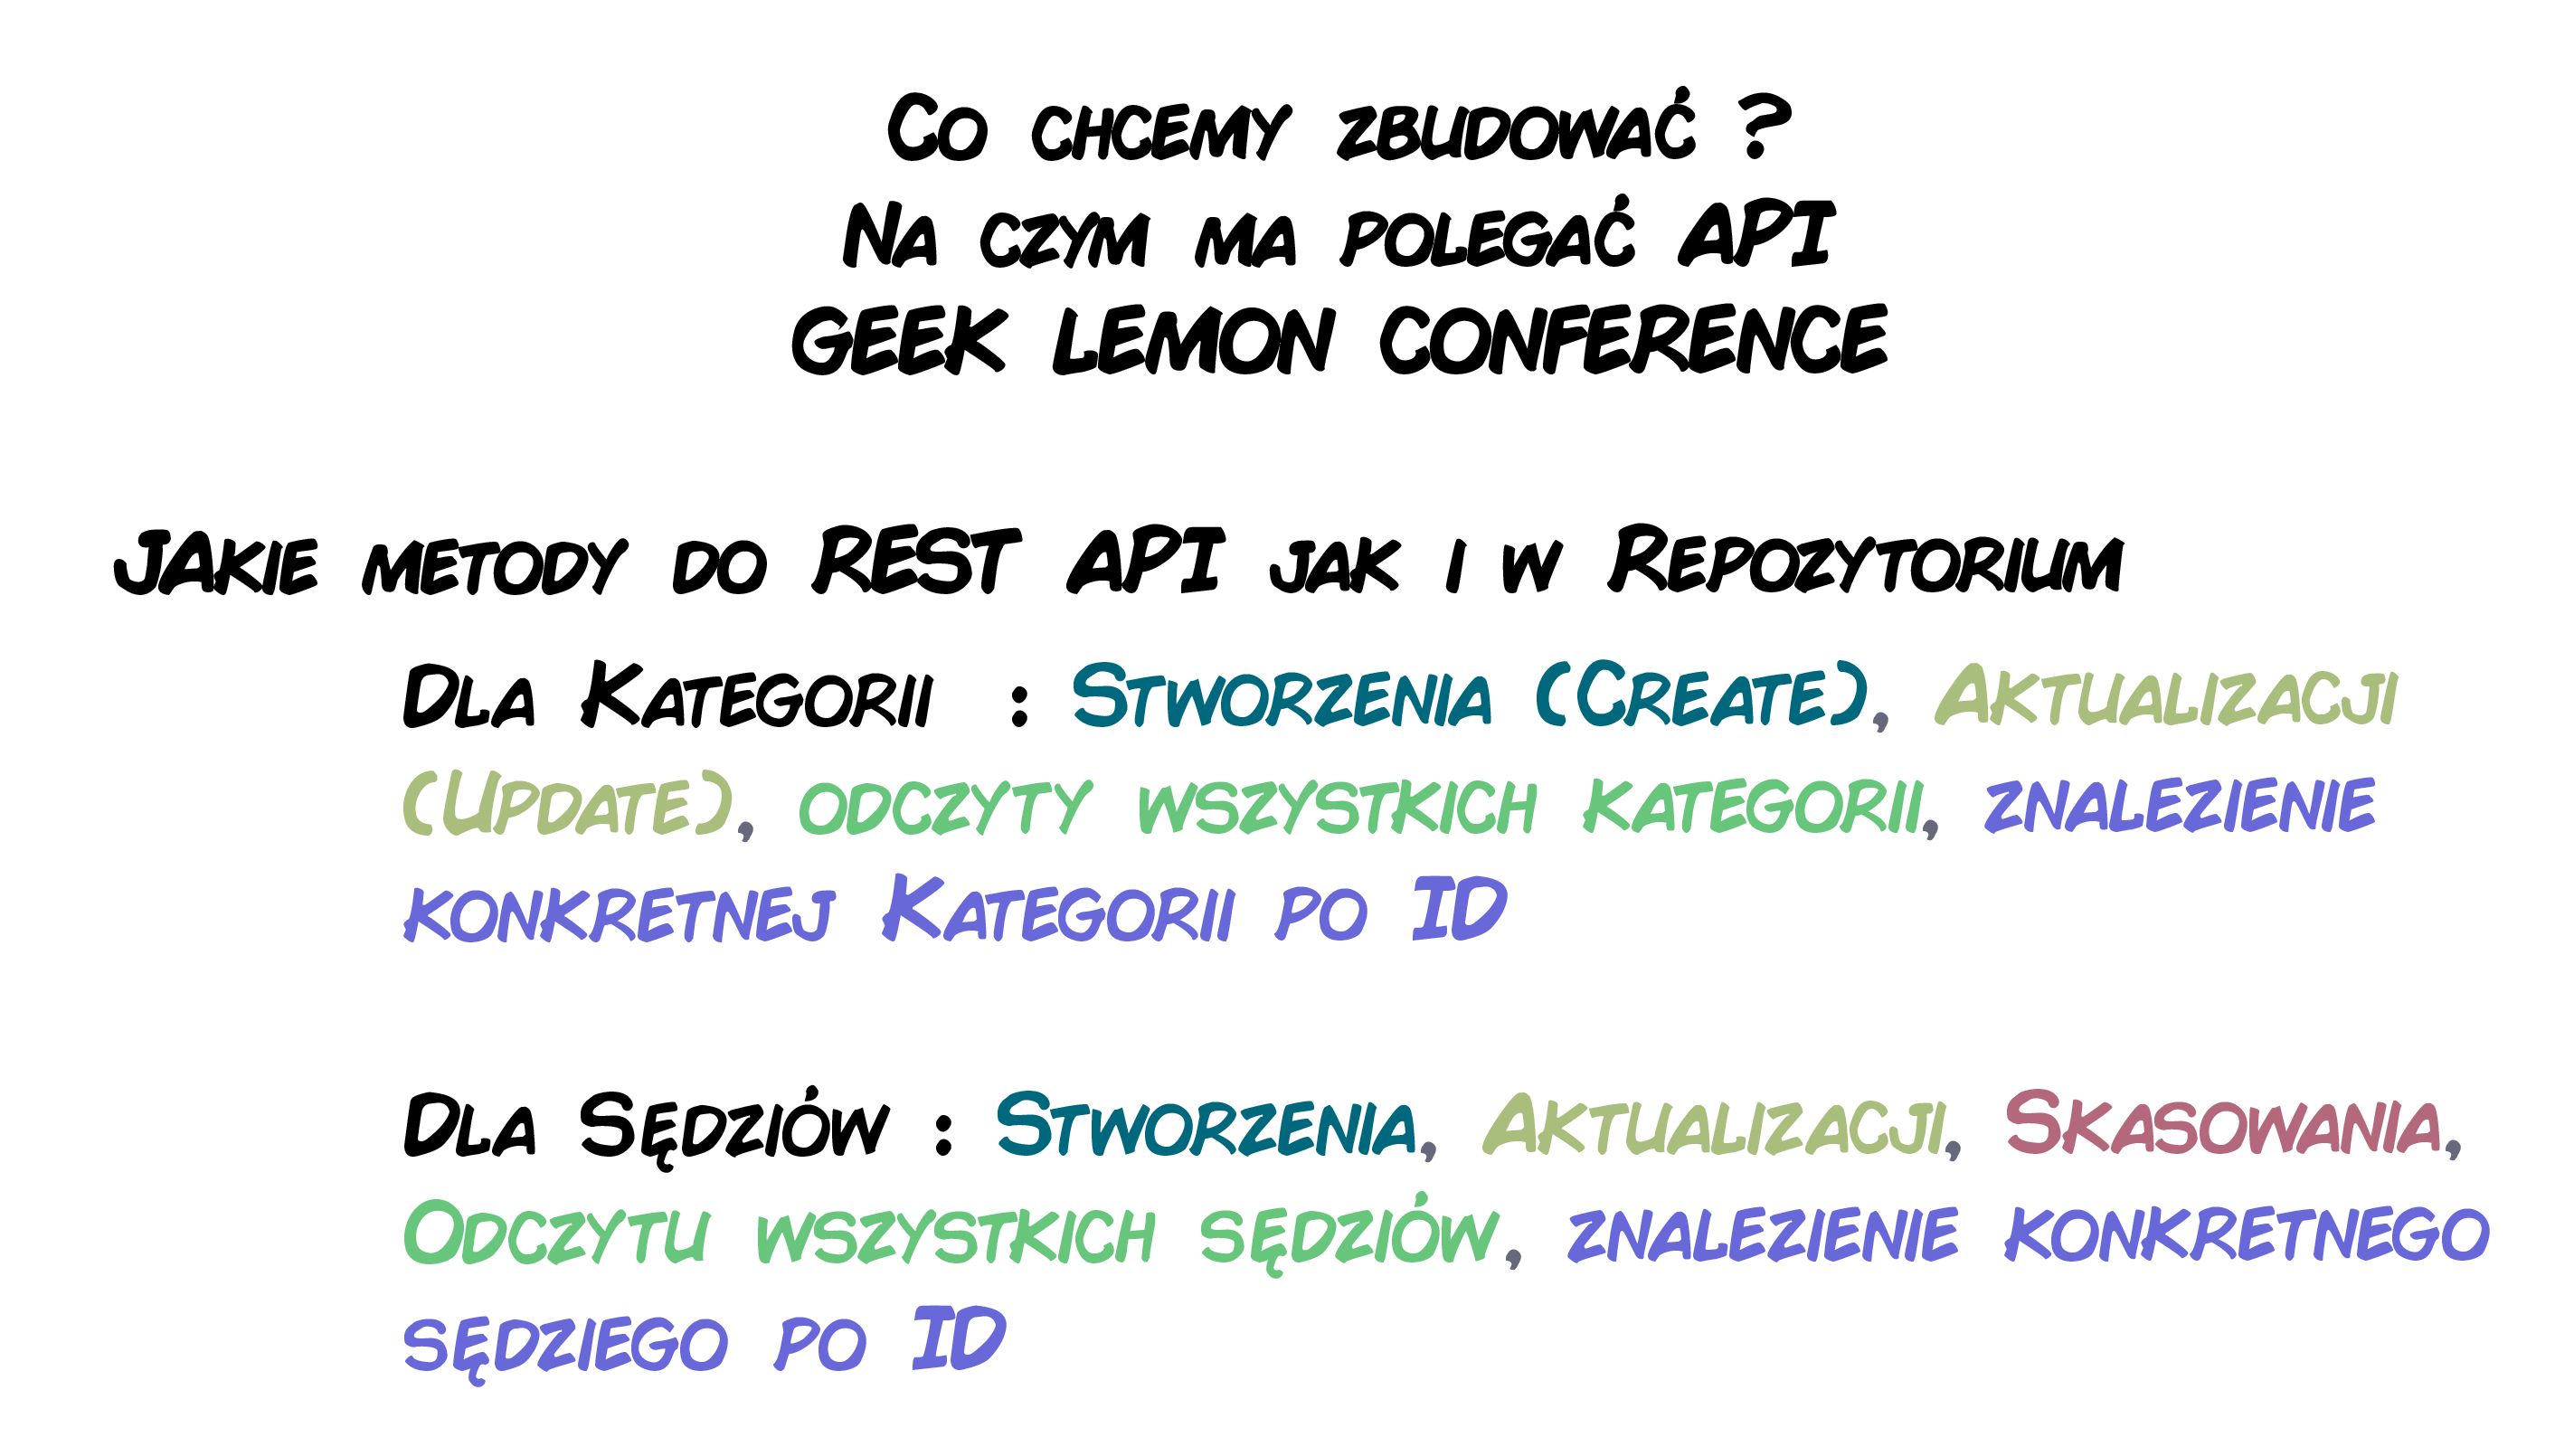 Co chcemy zbudować ?
Na czym ma polegać API
GEEK LEMON CONFERENCE
JAkie metody do REST API jak i w Repozytorium
Dla Kategorii : Stworzenia (Create), Aktualizacji
(Update), odczyty wszystkich kategorii, znalezienie
konkretnej Kategorii po ID
Dla Sędziów : Stworzenia, Aktualizacji, Skasowania,
Odczytu wszystkich sędziów, znalezienie konkretnego
sędziego po ID